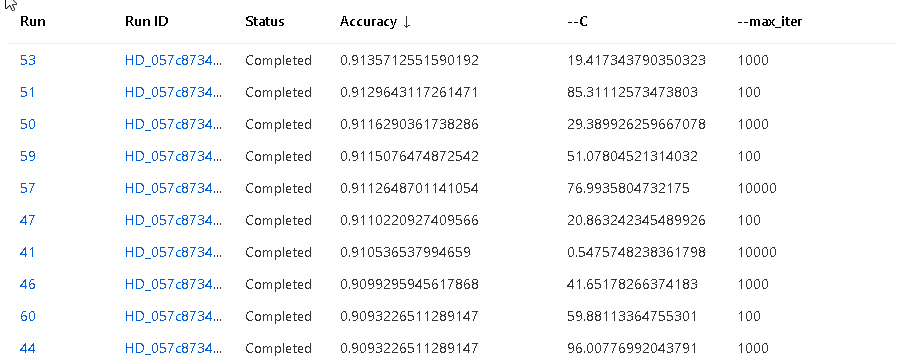 Run Run ID Status Accuracy ↓ --C --max_iter
53 HD_057c8734... Completed 0.9135712551590192 19.417343790350323 1000
51 HD_057c8734... Completed 0.9129643117261471 85.31112573473803 100
50 HD_057c8734... Completed 0.9116290361738286 29.389926259667078 1000
59 HD_057c8734... Completed 0.9115076474872542 51.07804521314032 100
57 HD_057c8734... Completed 0.9112648701141054 76.9935804732175 10000
47 HD_057c8734... Completed 0.9110220927409566 20.863242345489926 100
41 HD_057c8734... Completed 0.910536537994659 0.5475748238361798 10000
46 HD_057c8734... Completed 0.9099295945617868 41.65178266374183 1000
60 HD_057c8734... Completed 0.9093226511289147 59.88113364755301 100
44 HD_057c8734... Completed 0.9093226511289147 96.00776992043791 1000